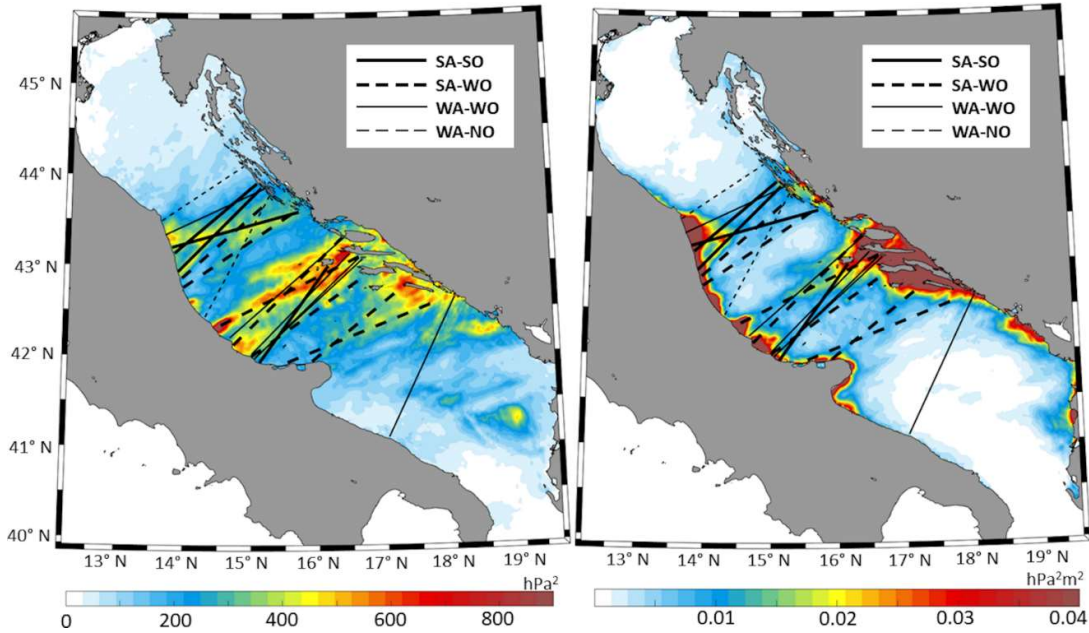 SA-SO
SA-WO
WA-WO
WA-NO
SA-SO
SA-WO
WA-WO
WA-NO
45° N
44° N
43° N
42° N
41° N
40° N
13° N 14° N 15° N 16° N 17° N 18° N 19° N
13° N 14° N 15° N 16° N 17° N 18° N 19° N
hPa²
hPa²m²
0 200 400 600 800
0.01 0.02 0.03 0.04